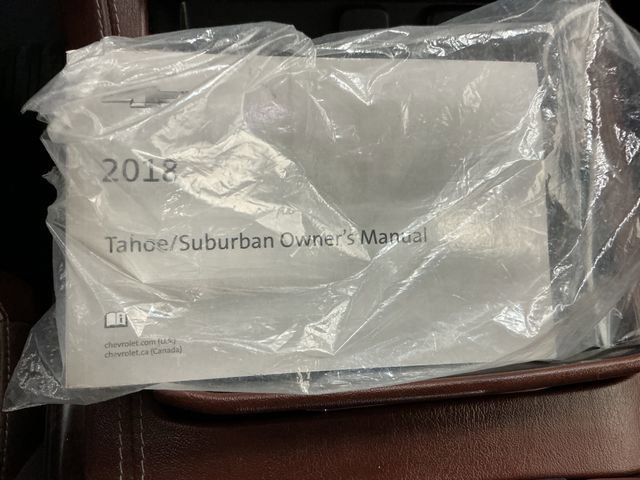 2018
Tahoe/Suburban Owner's Manual
chevrolet.com (U.S.)
chevrolet.ca (Canada)